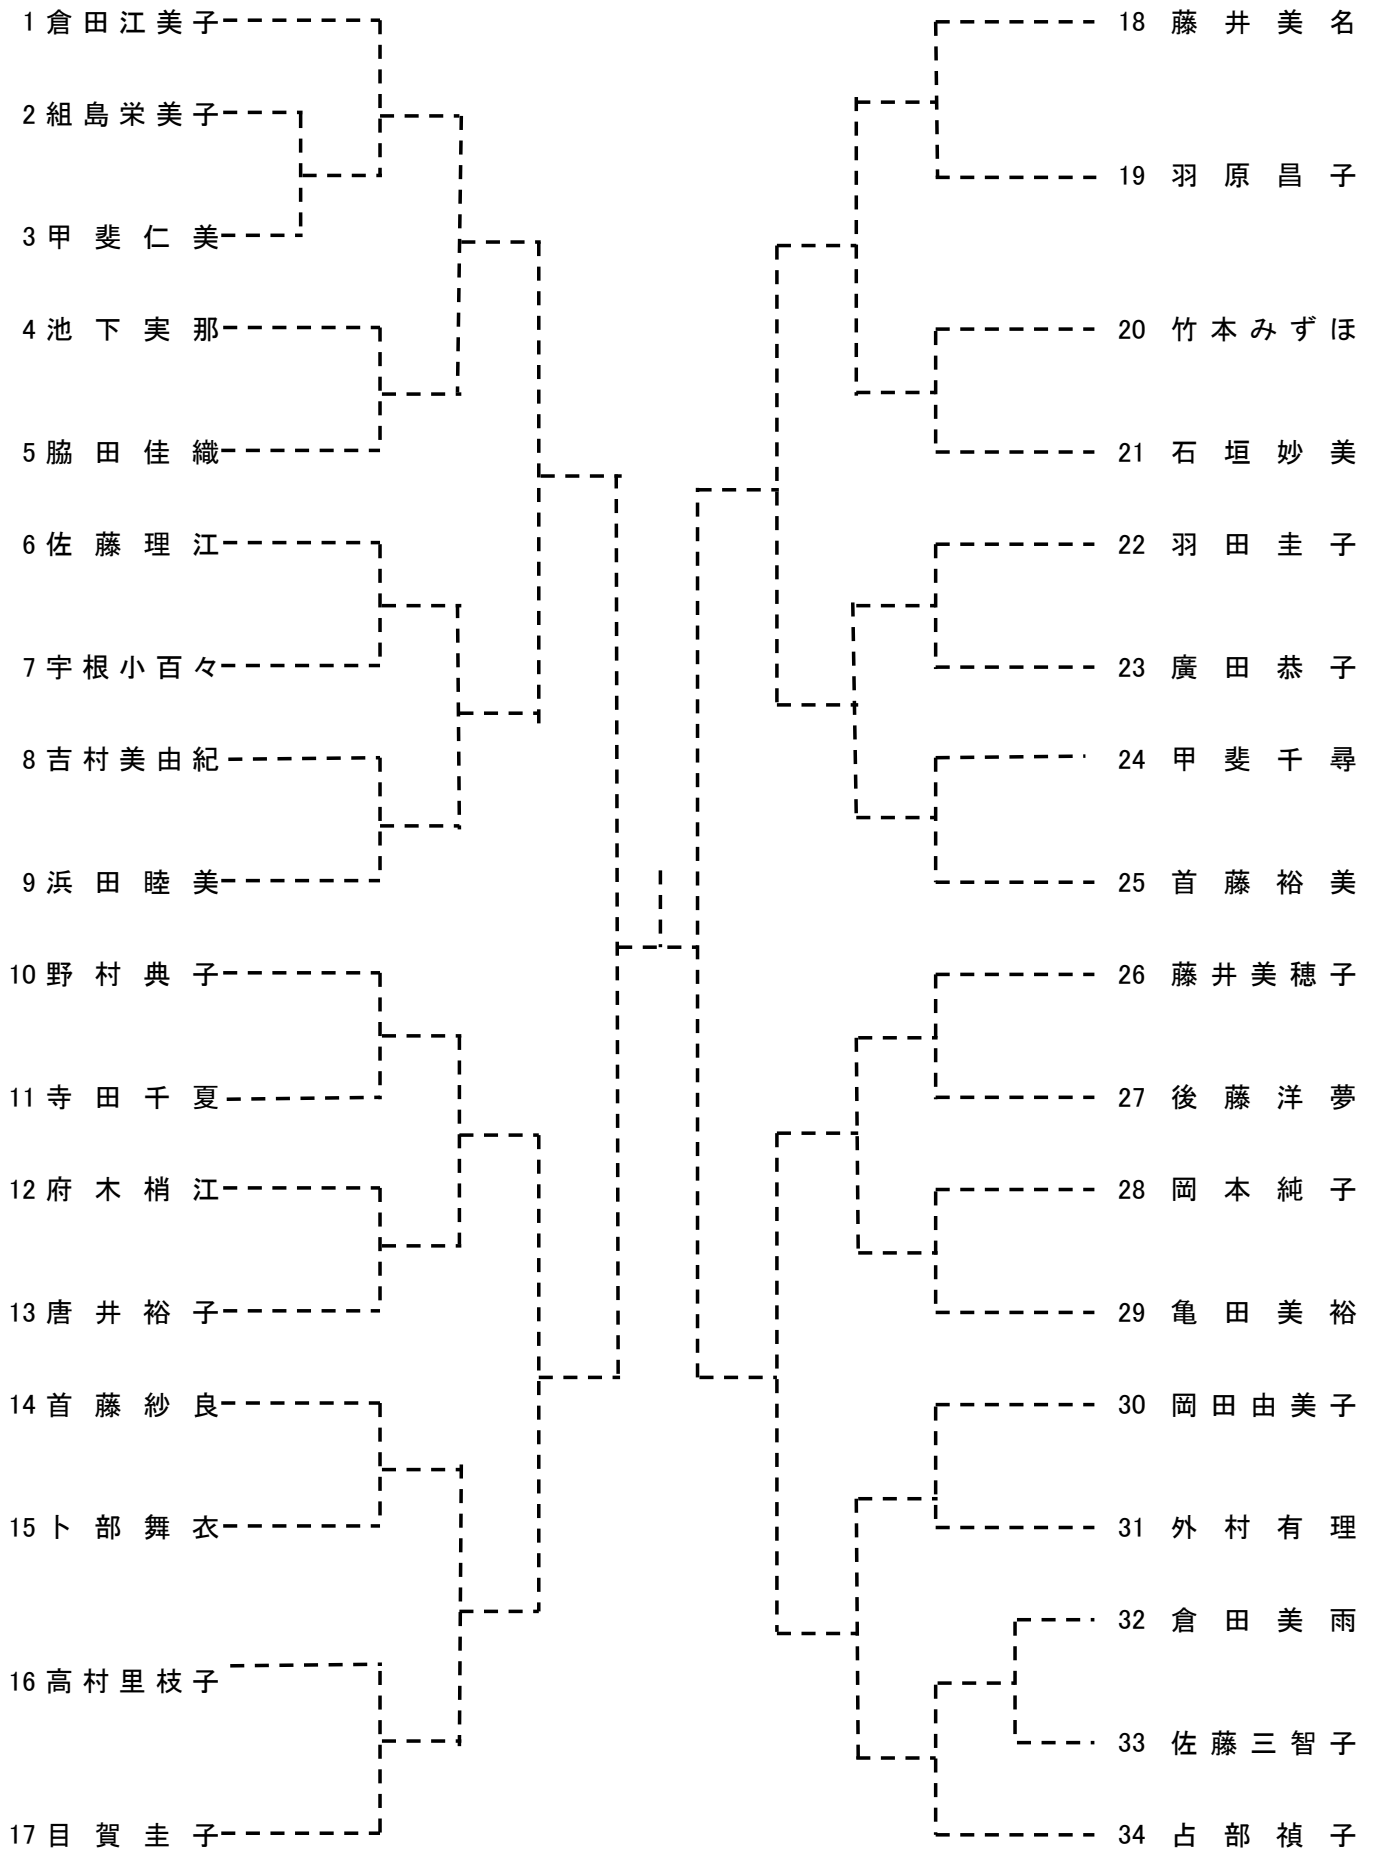 1 倉田江美子
2 組島栄美子
3 甲斐仁美
4 池下実那
5 脇田佳織
6 佐藤理江
7 宇根小百々
8 吉村美由紀
9 浜田睦美
10 野村典子
11 寺田千夏
12 府木梢江
13 唐井裕子
14 首藤紗良
15 卜部舞衣
16 高村里枝子
17 目賀圭子
18 藤井美名
19 羽原昌子
20 竹本みずほ
21 石垣妙美
22 羽田圭子
23 廣田恭子
24 甲斐千尋
25 首藤裕美
26 藤井美穂子
27 後藤洋夢
28 岡本純子
29 亀田美裕
30 岡田由美子
31 外村有理
32 倉田美雨
33 佐藤三智子
34 占部禎子